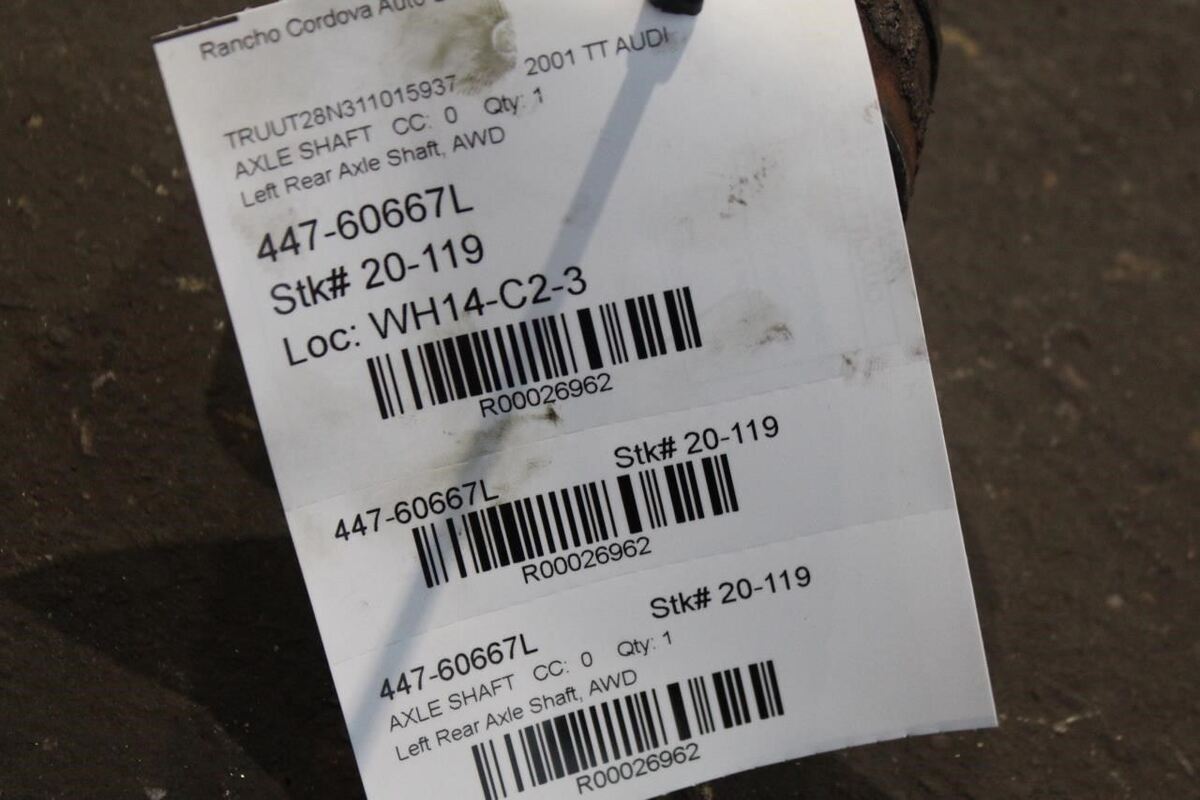 Rancho Cordova Auto
TRUUT28N311015937 2001 TT AUDI
AXLE SHAFT CC: 0 Qty: 1
Left Rear Axle Shaft, AWD
447-60667L
Stk# 20-119
Loc: WH14-C2-3
R00026962
447-60667L Stk# 20-119
R00026962
447-60667L Stk# 20-119
AXLE SHAFT CC: 0 Qty: 1
Left Rear Axle Shaft, AWD
R00026962